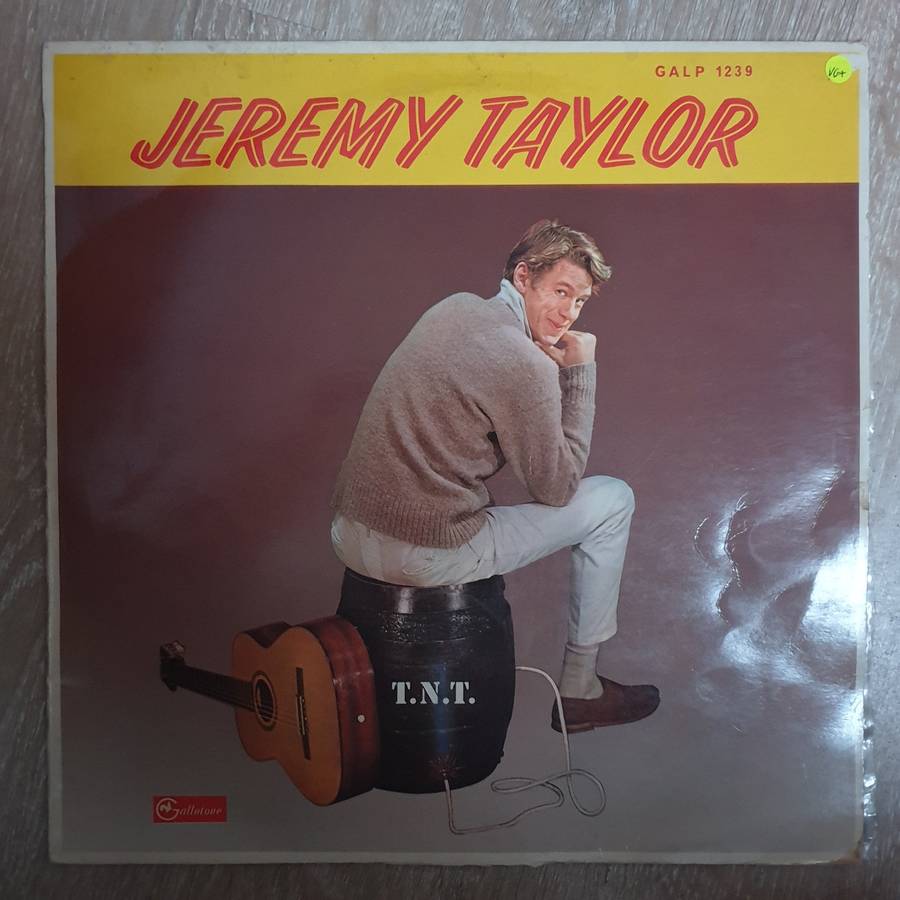 GALP 1239
VG+
JEREMY TAYLOR
T.N.T.
Gallotone